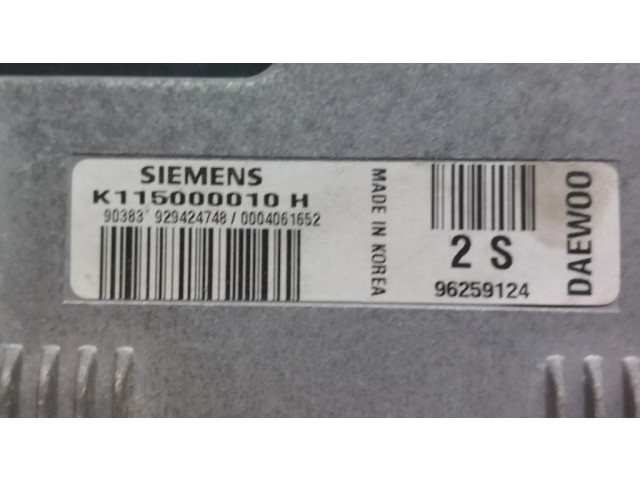 SIEMENS
K115000010 H
90383 929424748 / 0004061652
MADE IN KOREA
2 S
96259124
DAEWOO